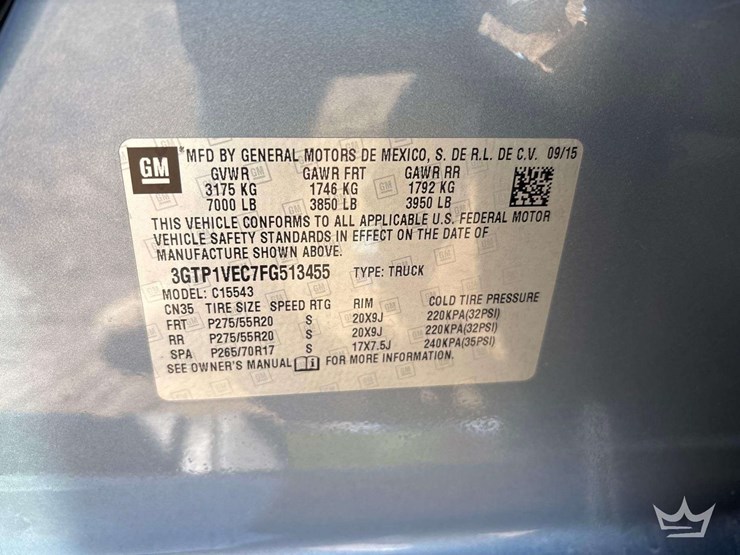 GM MFD BY GENERAL MOTORS DE MEXICO, S. DE R.L. DE C.V. 09/15
GVWR GAWR FRT GAWR RR
3175 KG 1746 KG 1792 KG
7000 LB 3850 LB 3950 LB
THIS VEHICLE CONFORMS TO ALL APPLICABLE U.S. FEDERAL MOTOR
VEHICLE SAFETY STANDARDS IN EFFECT ON THE DATE OF
MANUFACTURE SHOWN ABOVE.
3GTP1VEC7FG513455 TYPE: TRUCK
MODEL: C15543
CN35 TIRE SIZE SPEED RTG RIM COLD TIRE PRESSURE
FRT P275/55R20 S 20X9J 220KPA(32PSI)
RR P275/55R20 S 20X9J 220KPA(32PSI)
SPA P265/70R17 S 17X7.5J 240KPA(35PSI)
SEE OWNER'S MANUAL i FOR MORE INFORMATION.